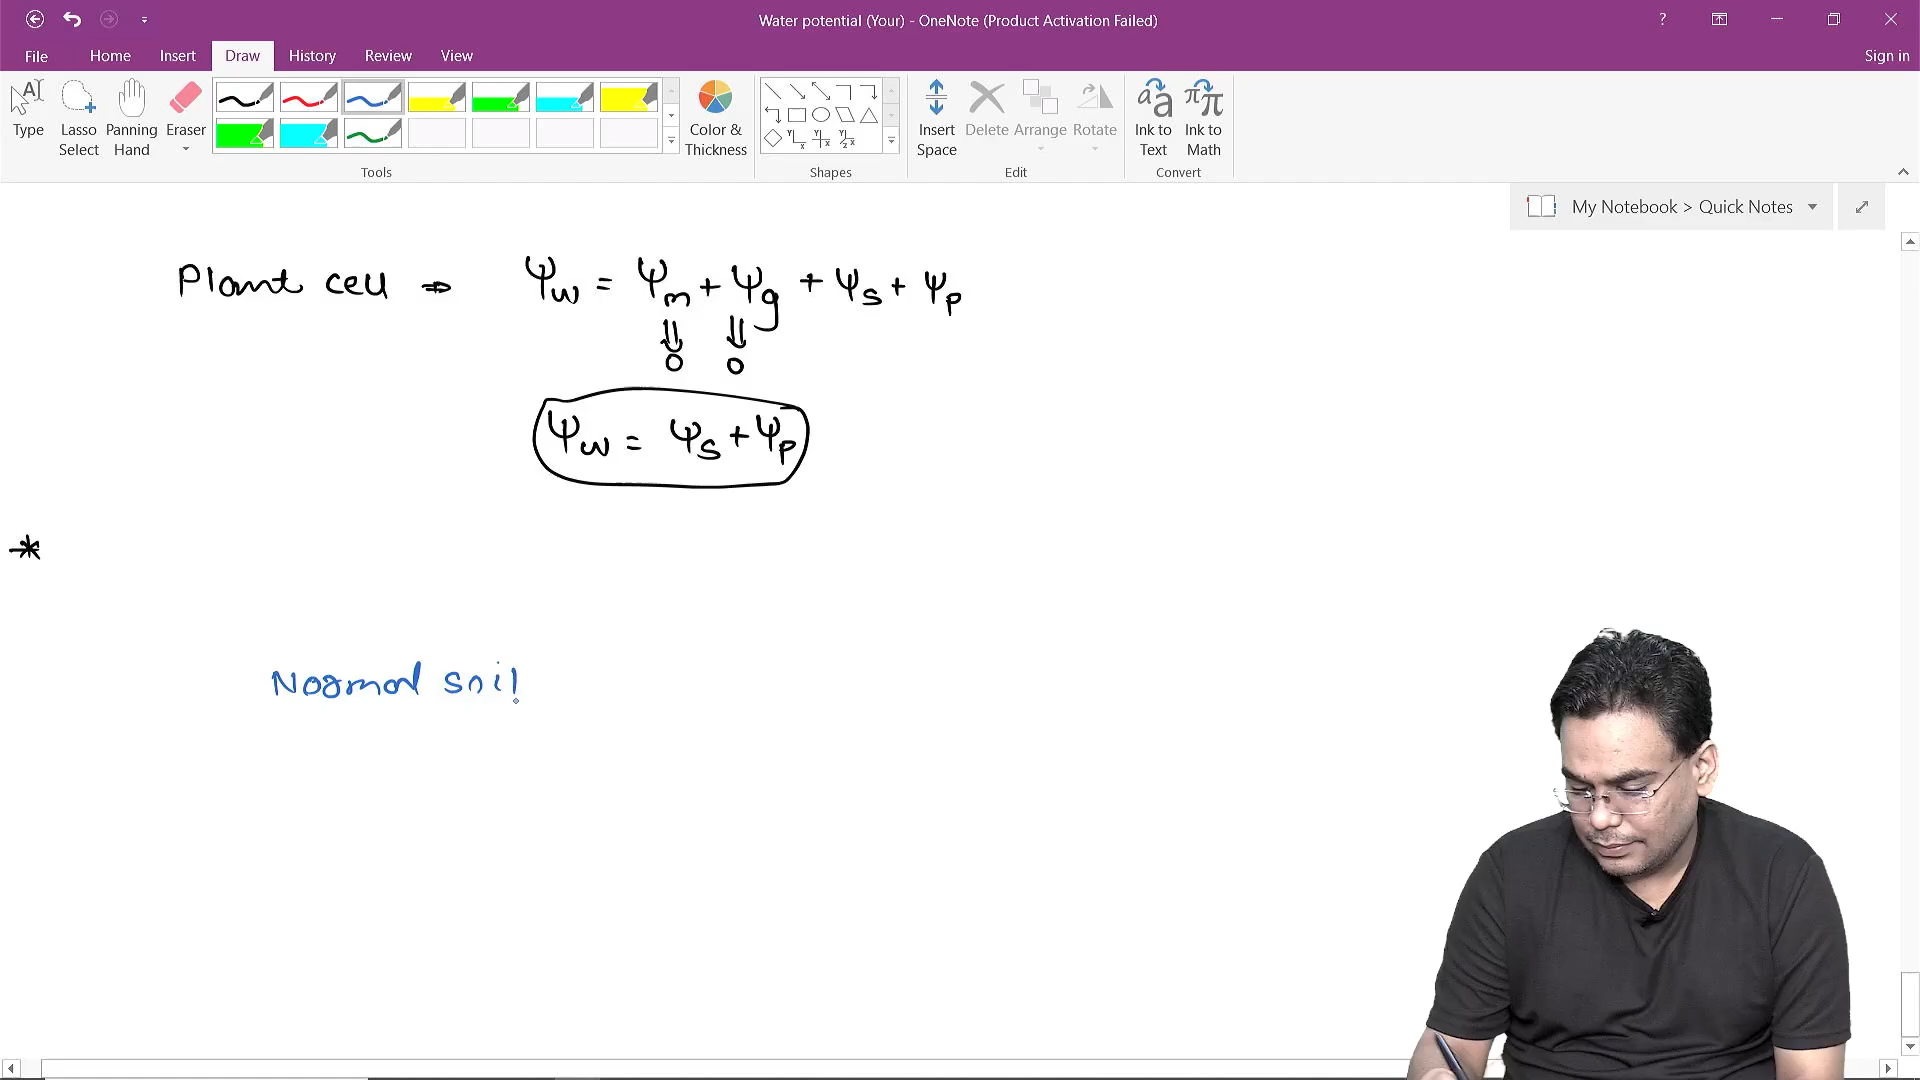 Water potential (Your) - OneNote (Product Activation Failed)
?
File Home Insert Draw History Review View
Sign in
Type
Lasso Select
Panning Hand
Eraser
Color & Thickness
Insert Space
Delete
Arrange
Rotate
Ink to Text
Ink to Math
Tools
Shapes
Edit
Convert
My Notebook > Quick Notes
Plant cell ⇒ Ψw = Ψm + Ψg + Ψs + Ψp
⇓ ⇓
0 0
Ψw = Ψs + Ψp
*
Normal soil